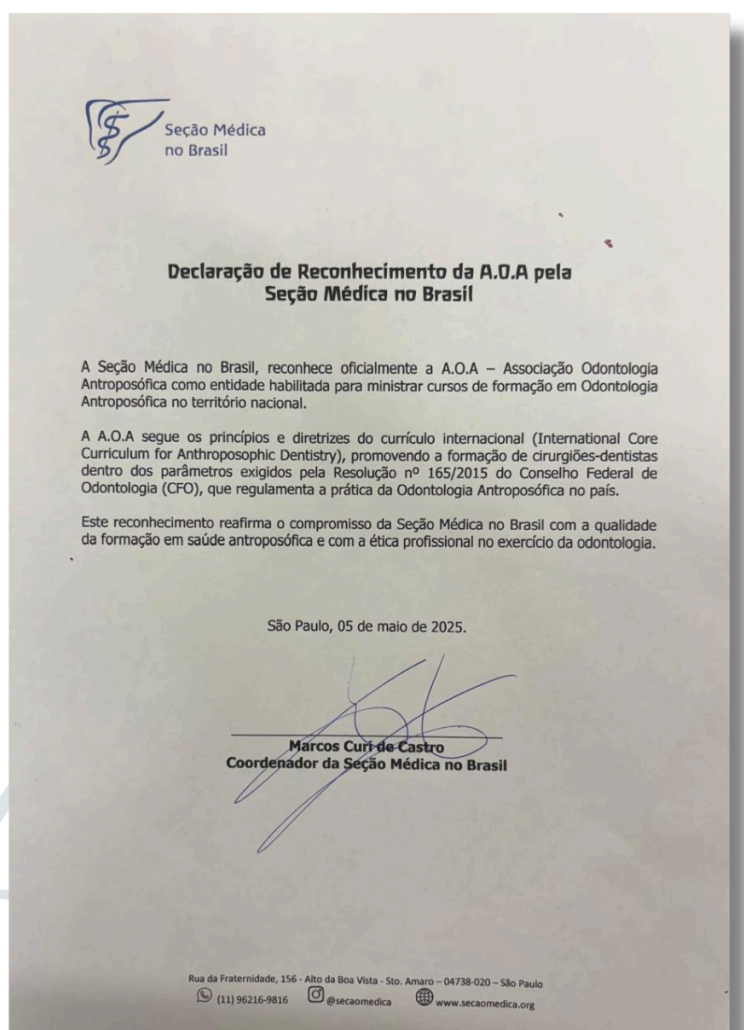 Seção Médica
no Brasil
Declaração de Reconhecimento da A.O.A pela
Seção Médica no Brasil
A Seção Médica no Brasil, reconhece oficialmente a A.O.A – Associação Odontologia
Antroposófica como entidade habilitada para ministrar cursos de formação em Odontologia
Antroposófica no território nacional.
A A.O.A segue os princípios e diretrizes do currículo internacional (International Core
Curriculum for Anthroposophic Dentistry), promovendo a formação de cirurgiões-dentistas
dentro dos parâmetros exigidos pela Resolução nº 165/2015 do Conselho Federal de
Odontologia (CFO), que regulamenta a prática da Odontologia Antroposófica no país.
Este reconhecimento reafirma o compromisso da Seção Médica no Brasil com a qualidade
da formação em saúde antroposófica e com a ética profissional no exercício da odontologia.
São Paulo, 05 de maio de 2025.
Marcos Curi de Castro
Coordenador da Seção Médica no Brasil
Rua da Fraternidade, 156 - Alto da Boa Vista - Sto. Amaro – 04738-020 – São Paulo
(11) 96216-9816 @secaomedica www.secaomedica.org